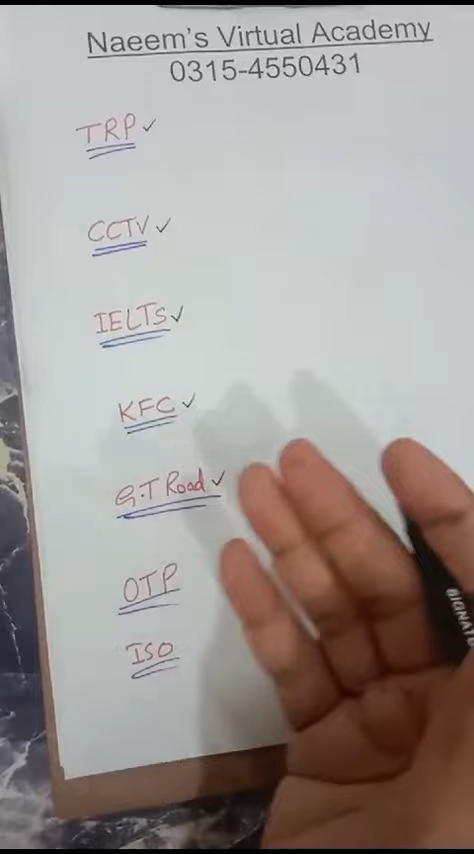 Naeem's Virtual Academy
0315-4550431
TRP ✓
CCTV ✓
IELTS ✓
KFC ✓
G.T Road ✓
OTP
ISO